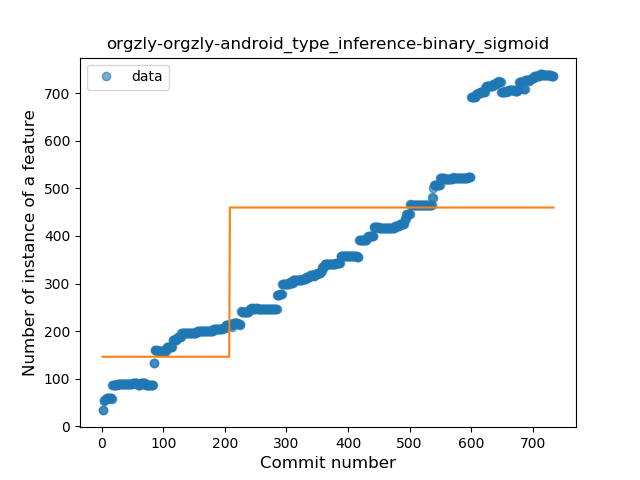 orgzly-orgzly-android_type_inference-binary_sigmoid
data
Number of instance of a feature
700
600
500
400
300
200
100
0
0 100 200 300 400 500 600 700
Commit number